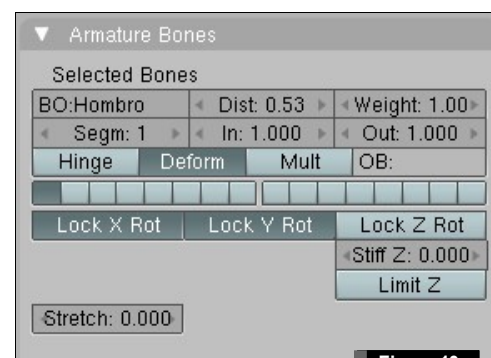 Armature Bones
Selected Bones
BO:Hombro Dist: 0.53 Weight: 1.00
Segm: 1 In: 1.000 Out: 1.000
Hinge Deform Mult OB:
Lock X Rot Lock Y Rot Lock Z Rot
Stiff Z: 0.000
Limit Z
Stretch: 0.000